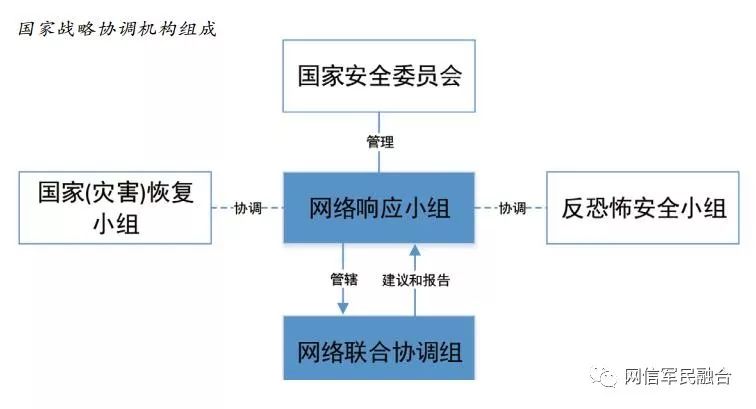 国家战略协调机构组成
国家安全委员会
管理
国家(灾害)恢复
小组
协调
网络响应小组
协调
反恐怖安全小组
管辖
建议和报告
网络联合协调组
网信军民融合